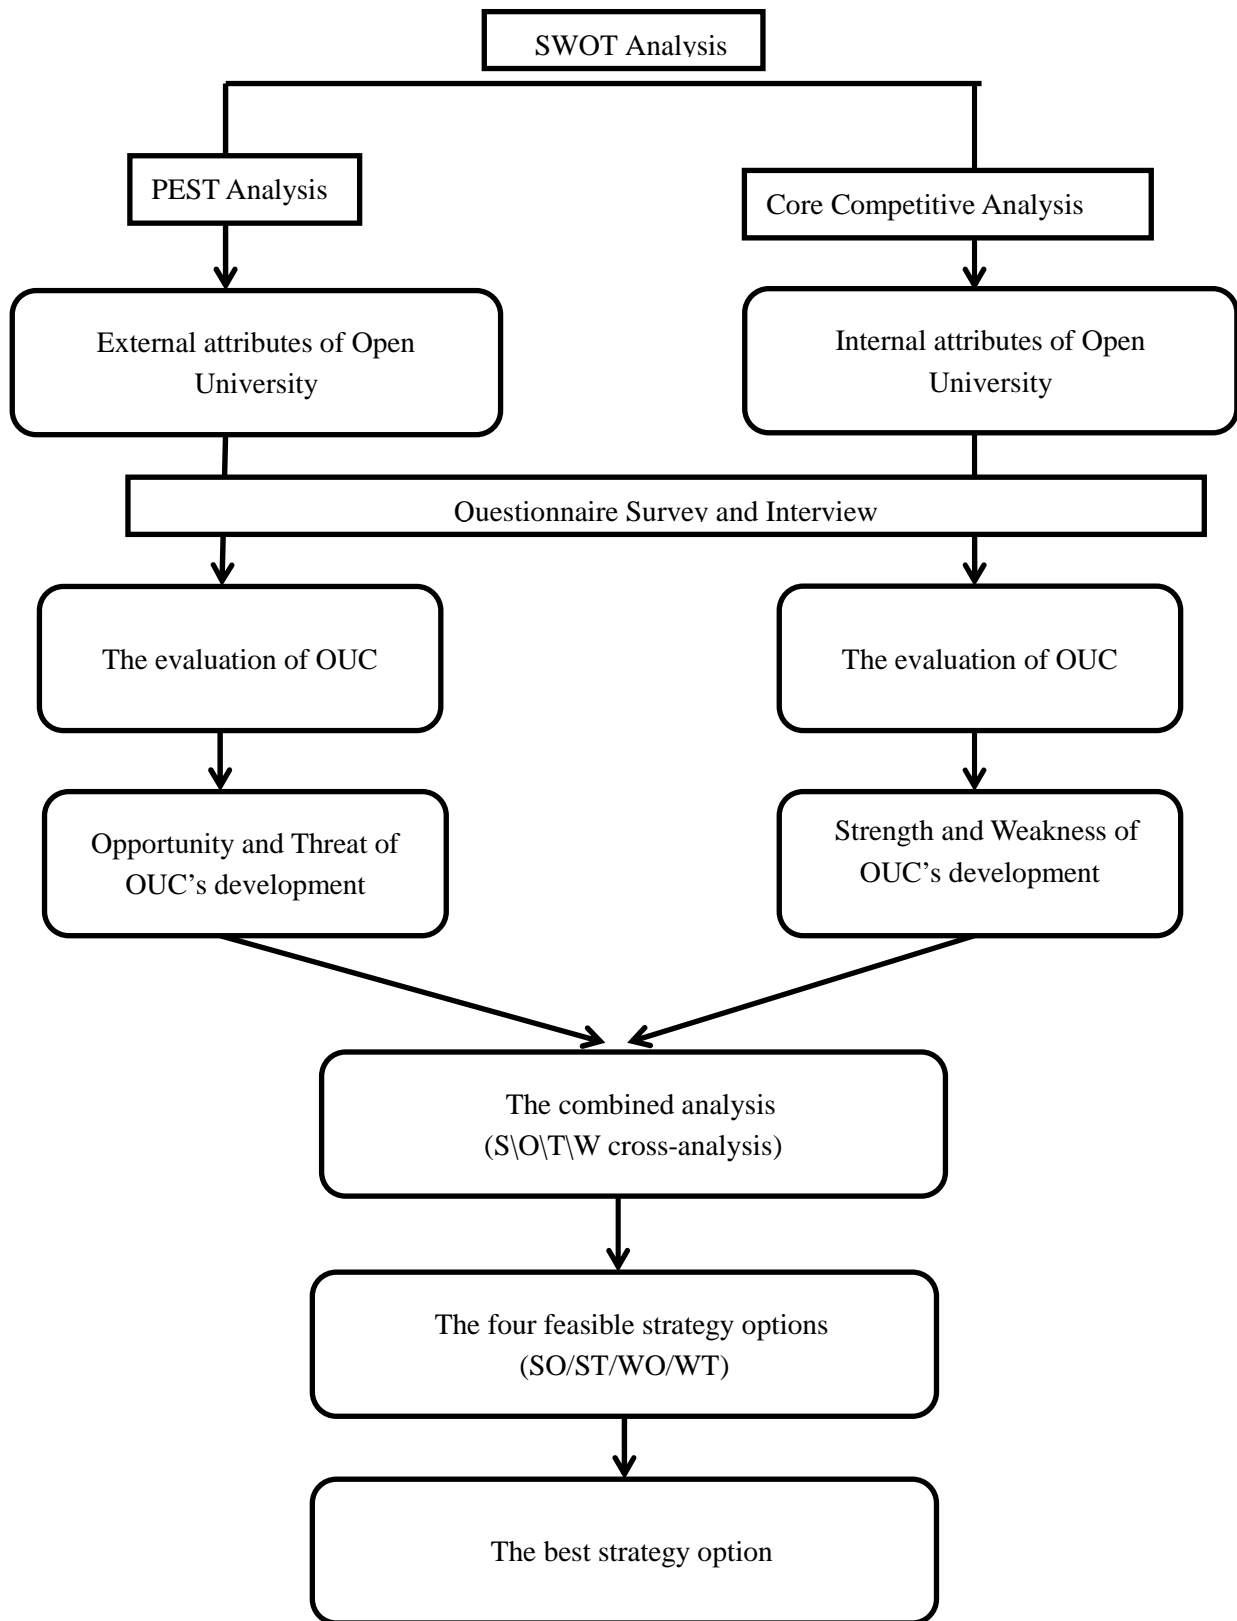 SWOT Analysis
PEST Analysis
Core Competitive Analysis
External attributes of Open
University
Internal attributes of Open
University
Questionnaire Survey and Interview
The evaluation of OUC
The evaluation of OUC
Opportunity and Threat of
OUC’s development
Strength and Weakness of
OUC’s development
The combined analysis
(S\O\T\W cross-analysis)
The four feasible strategy options
(SO/ST/WO/WT)
The best strategy option